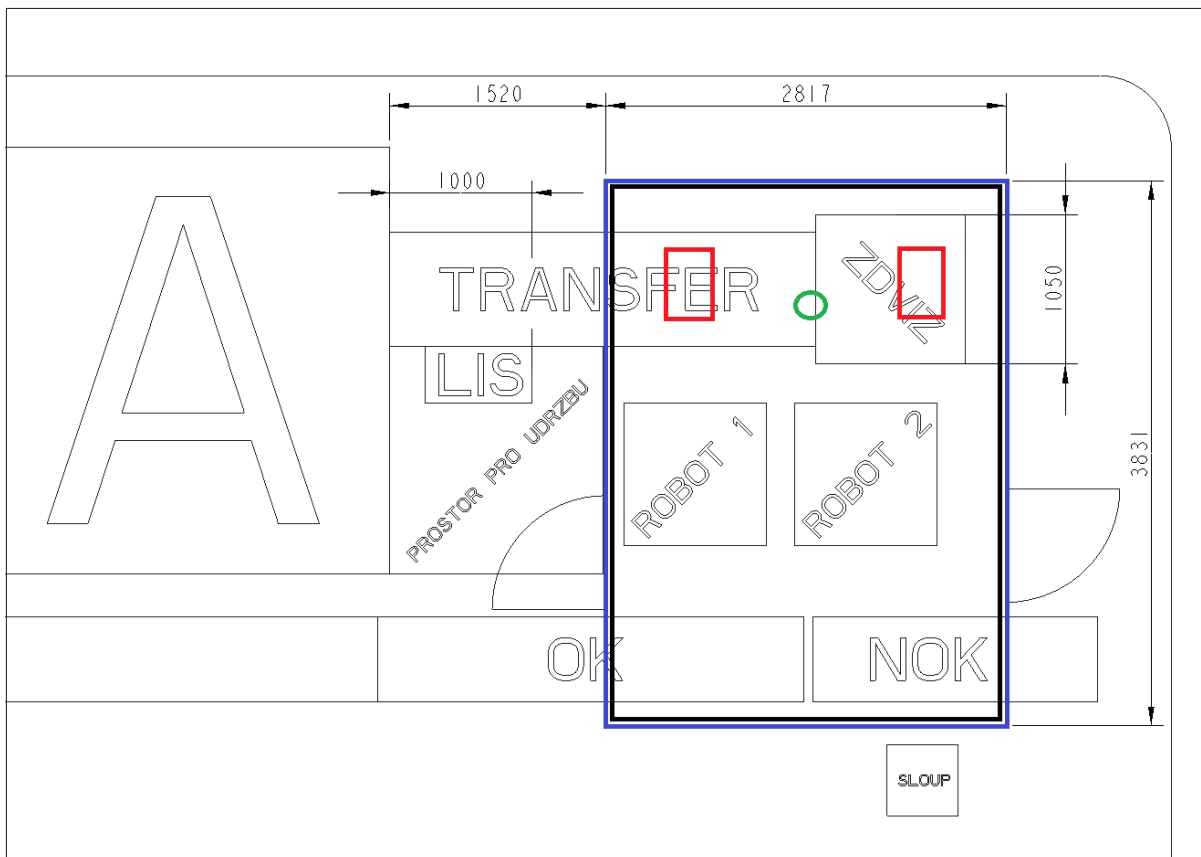 1520
2817
1000
A
TRANSFER
ZDVIZ
1050
LIS
PROSTOR PRO UDRZBU
ROBOT 1
ROBOT 2
3831
OK
NOK
SLOUP